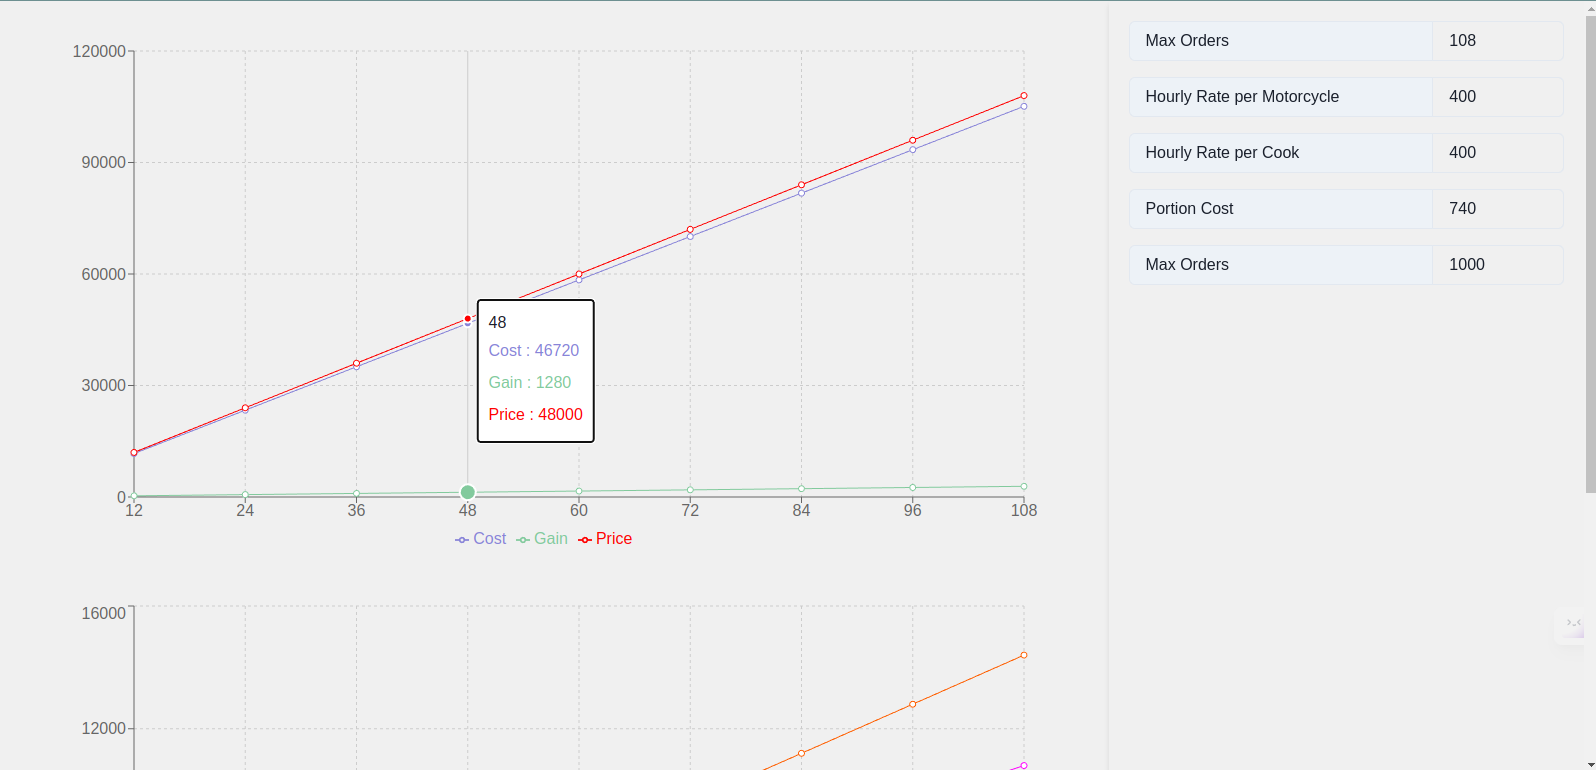 120000
90000
60000
30000
0
12 24 36 48 60 72 84 96 108
48
Cost : 46720
Gain : 1280
Price : 48000
Cost Gain Price
16000
12000
Max Orders 108
Hourly Rate per Motorcycle 400
Hourly Rate per Cook 400
Portion Cost 740
Max Orders 1000